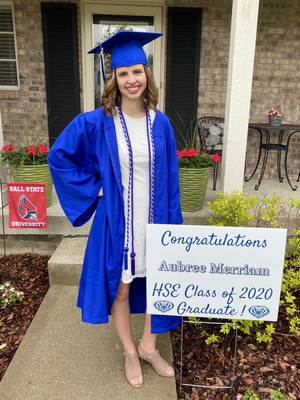 BALL STATE
UNIVERSITY
Congratulations
Aubree Merriam
HSE Class of 2020
Graduate !